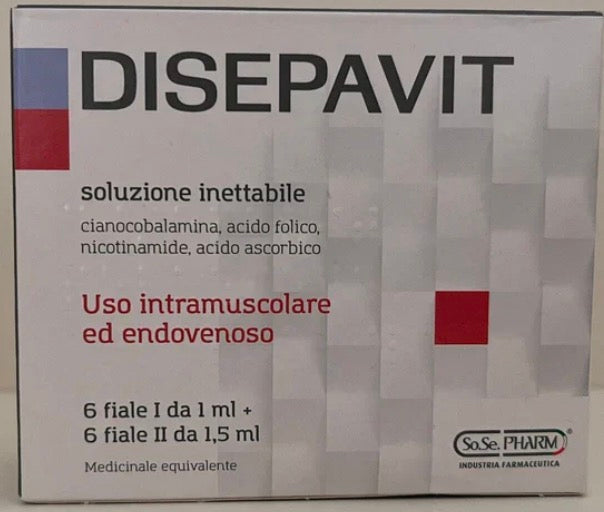 DISEPAVIT
soluzione inettabile
cianocobalamina, acido folico,
nicotinamide, acido ascorbico
Uso intramuscolare
ed endovenoso
6 fiale I da 1 ml +
6 fiale II da 1,5 ml
Medicinale equivalente
So.Se. PHARM®
INDUSTRIA FARMACEUTICA